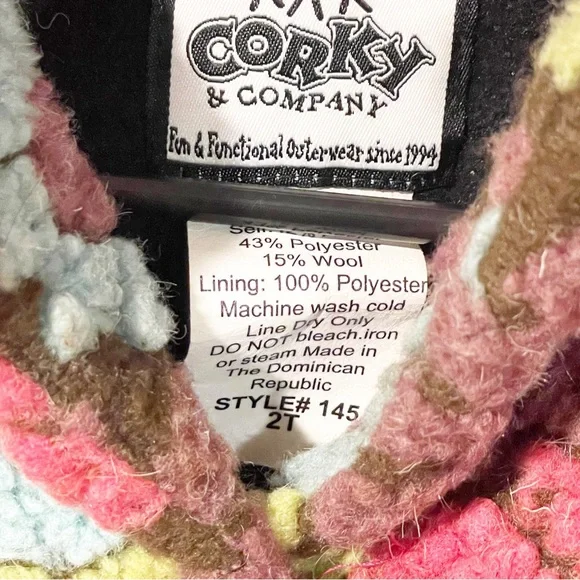 CORKY
& COMPANY
Fun & Functional Outerwear since 1994
43% Polyester
15% Wool
Lining: 100% Polyester
Machine wash cold
Line Dry Only
DO NOT bleach.iron
or steam Made in
The Dominican
Republic
STYLE# 145
2T